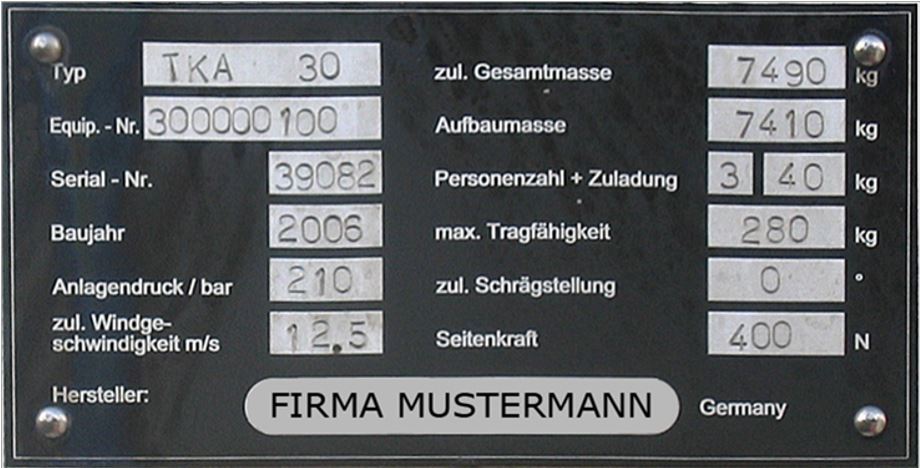 Typ TKA 30
Equip. - Nr. 300000100
Serial - Nr. 39082
Baujahr 2006
Anlagendruck / bar 210
zul. Windge-
schwindigkeit m/s 12.5
zul. Gesamtmasse 7490 kg
Aufbaumasse 7410 kg
Personenzahl + Zuladung 3 40 kg
max. Tragfähigkeit 280 kg
zul. Schrägstellung 0 °
Seitenkraft 400 N
Hersteller: FIRMA MUSTERMANN Germany